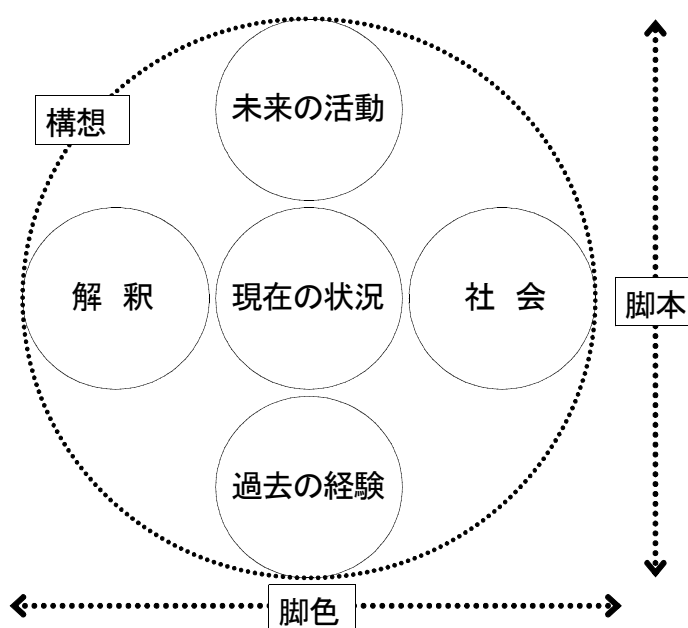 未来の活動
構想
解 釈
現在の状況
社 会
脚本
過去の経験
脚色